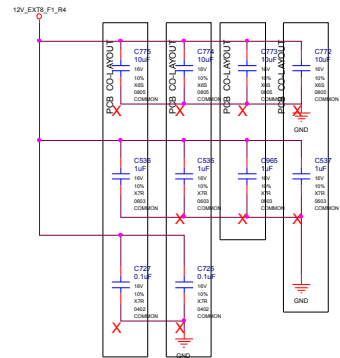 12V_EXT8_F1_R4
PCB CO-LAYOUT
PCB CO-LAYOUT
PCB CO-LAYOUT
PCB CO-LAYOUT
C775
10uF
16V
10%
X6S
0805
COMMON
C774
10uF
16V
10%
X6S
0805
COMMON
C773
10uF
16V
10%
X6S
0805
COMMON
C772
10uF
16V
10%
X6S
0805
COMMON
GND
C536
1uF
16V
10%
X7R
0603
COMMON
C535
1uF
16V
10%
X7R
0603
COMMON
C965
1uF
16V
10%
X7R
0603
COMMON
C537
1uF
16V
10%
X7R
0603
COMMON
GND
C727
0.1uF
16V
10%
X7R
0402
COMMON
C725
0.1uF
16V
10%
X7R
0402
COMMON
GND